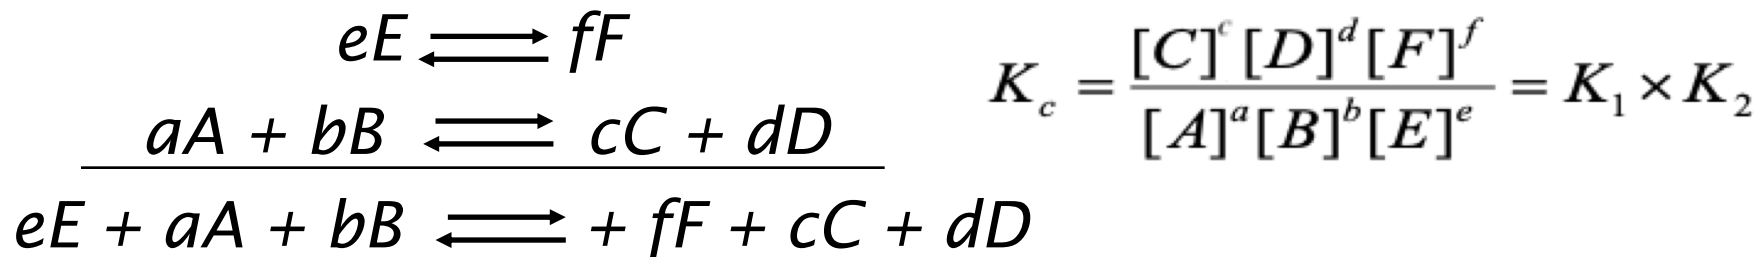 eE ⇌ fF
aA + bB ⇌ cC + dD
eE + aA + bB ⇌ + fF + cC + dD
K_c = [C]^c [D]^d [F]^f / [A]^a [B]^b [E]^e = K_1 × K_2